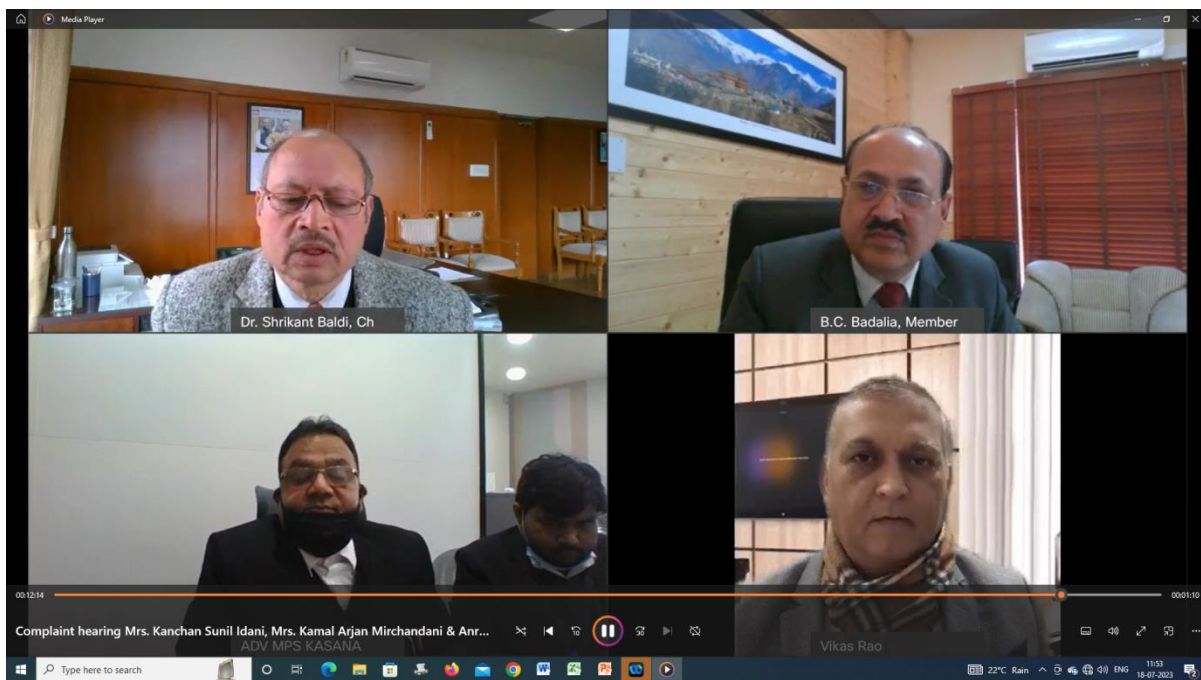 Media Player
Dr. Shrikant Baldi, Ch
B.C. Badalia, Member
ADV MPS KASANA
Vikas Rao
00:12:14
00:01:10
Complaint hearing Mrs. Kanchan Sunil Idani, Mrs. Kamal Arjan Mirchandani & Anr...
10
30
Type here to search
22°C Rain
ENG
11:53
18-07-2023